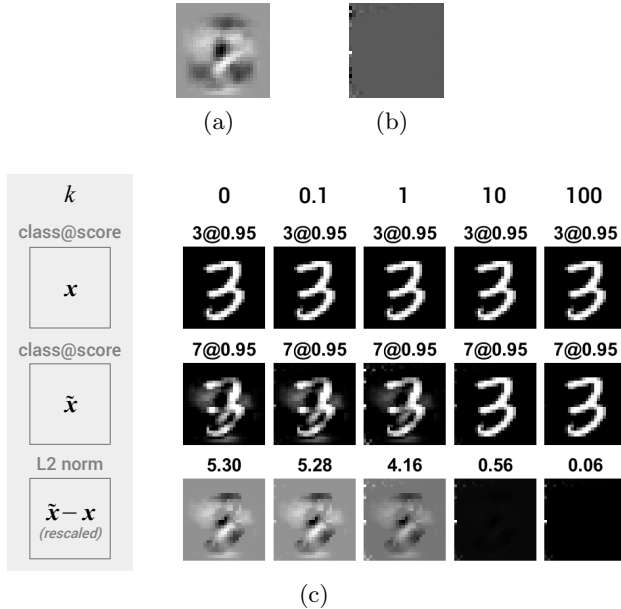 (a) (b)
k 0 0.1 1 10 100
class@score 3@0.95 3@0.95 3@0.95 3@0.95 3@0.95
x
class@score 7@0.95 7@0.95 7@0.95 7@0.95 7@0.95
x̃
L2 norm 5.30 5.28 4.16 0.56 0.06
x̃ − x
(rescaled)
(c)